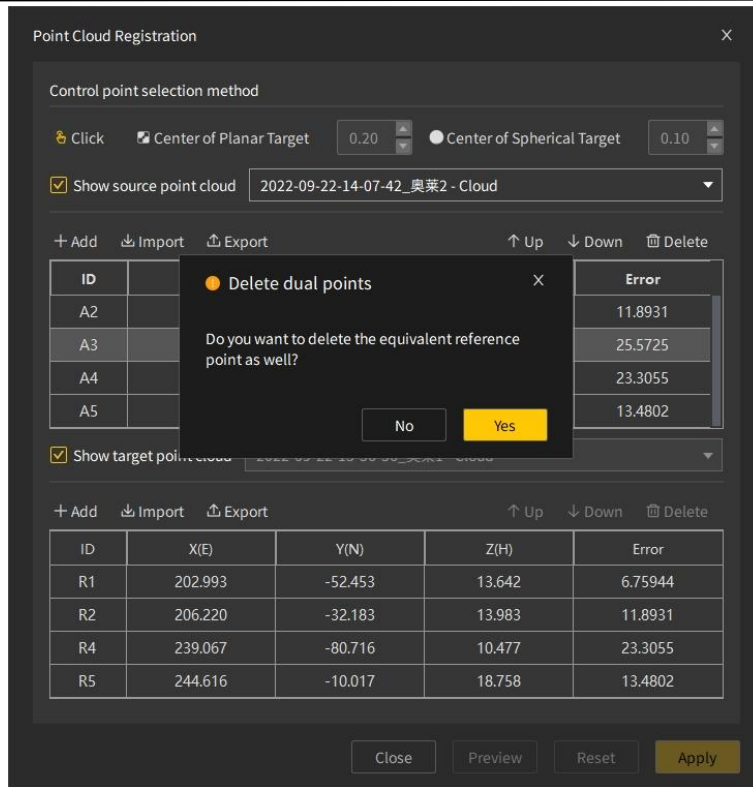 Point Cloud Registration X
Control point selection method
Click Center of Planar Target 0.20 Center of Spherical Target 0.10
Show source point cloud 2022-09-22-14-07-42_奥莱2 - Cloud
+ Add Import Export ↑ Up ↓ Down Delete
ID Error
Delete dual points X
A2 11.8931
Do you want to delete the equivalent reference
A3 25.5725
point as well?
A4 23.3055
A5 13.4802
No Yes
Show target point cloud
+ Add Import Export ↑ Up ↓ Down Delete
ID X(E) Y(N) Z(H) Error
R1 202.993 -52.453 13.642 6.75944
R2 206.220 -32.183 13.983 11.8931
R4 239.067 -80.716 10.477 23.3055
R5 244.616 -10.017 18.758 13.4802
Close Preview Reset Apply